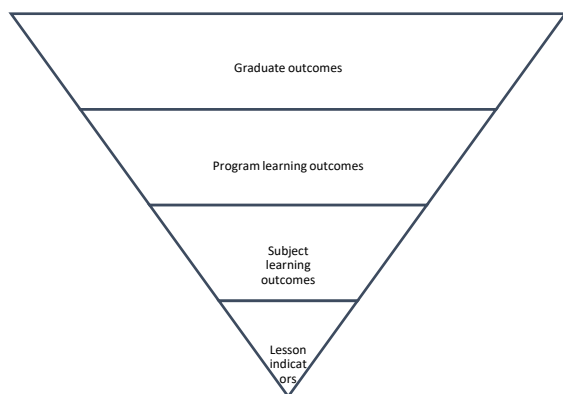 Graduate outcomes
Program learning outcomes
Subject
learning
outcomes
Lesson
indicat
ors